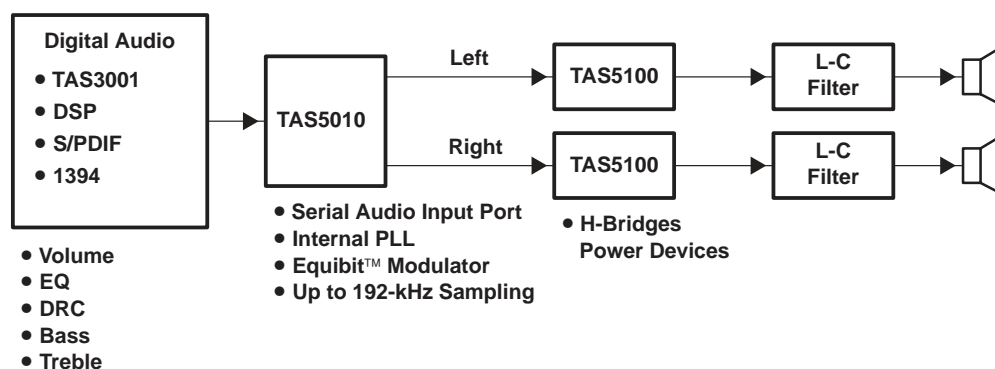 Digital Audio
• TAS3001
• DSP
• S/PDIF
• 1394
• Volume
• EQ
• DRC
• Bass
• Treble
TAS5010
• Serial Audio Input Port
• Internal PLL
• Equibit™ Modulator
• Up to 192-kHz Sampling
Left
Right
TAS5100
TAS5100
• H-Bridges
Power Devices
L-C
Filter
L-C
Filter